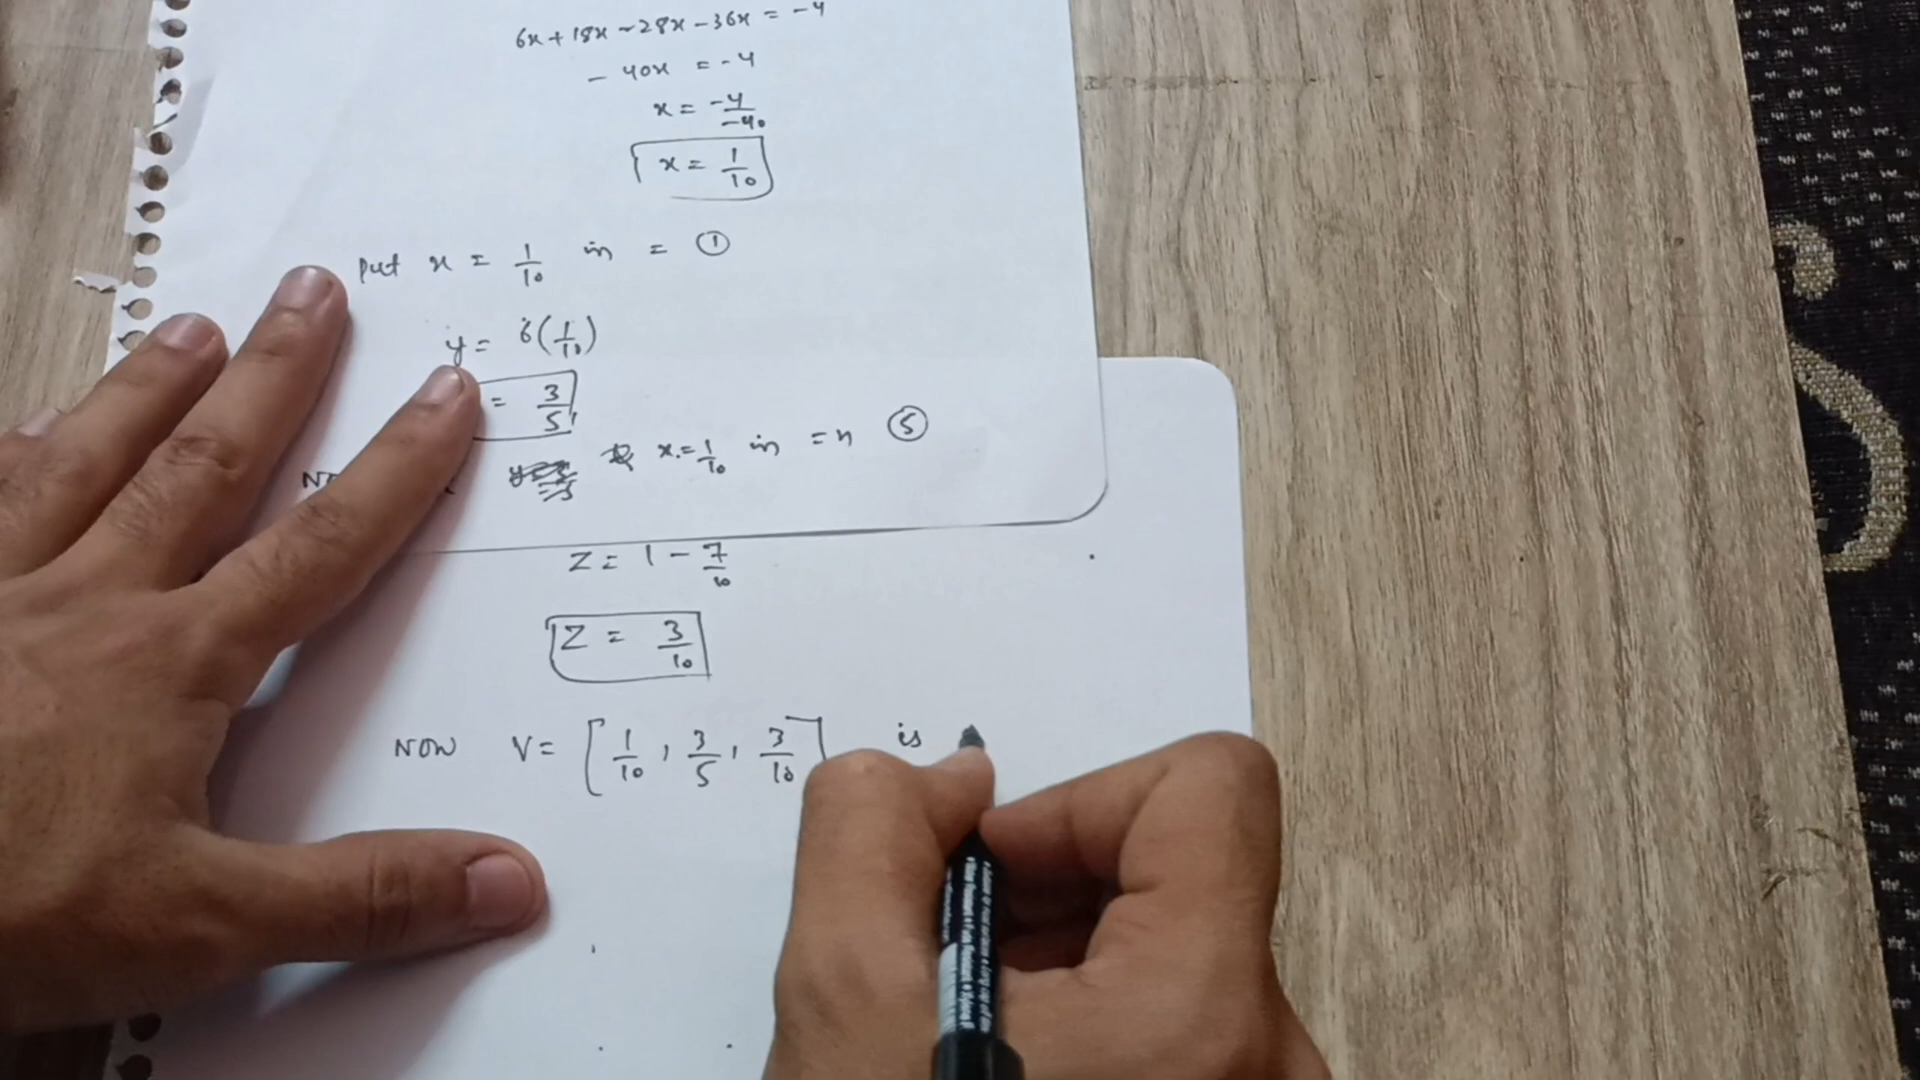 6x + 18x - 28x - 36x = -4
- 40x = -4
x = -4/-40
x = 1/10
Put x = 1/10 in = ①
y = 6(1/10)
= 3/5
x = 1/10 in = n ⑤
Z = 1 - 7/10
Z = 3/10
NOW V = [1/10, 3/5, 3/10] is